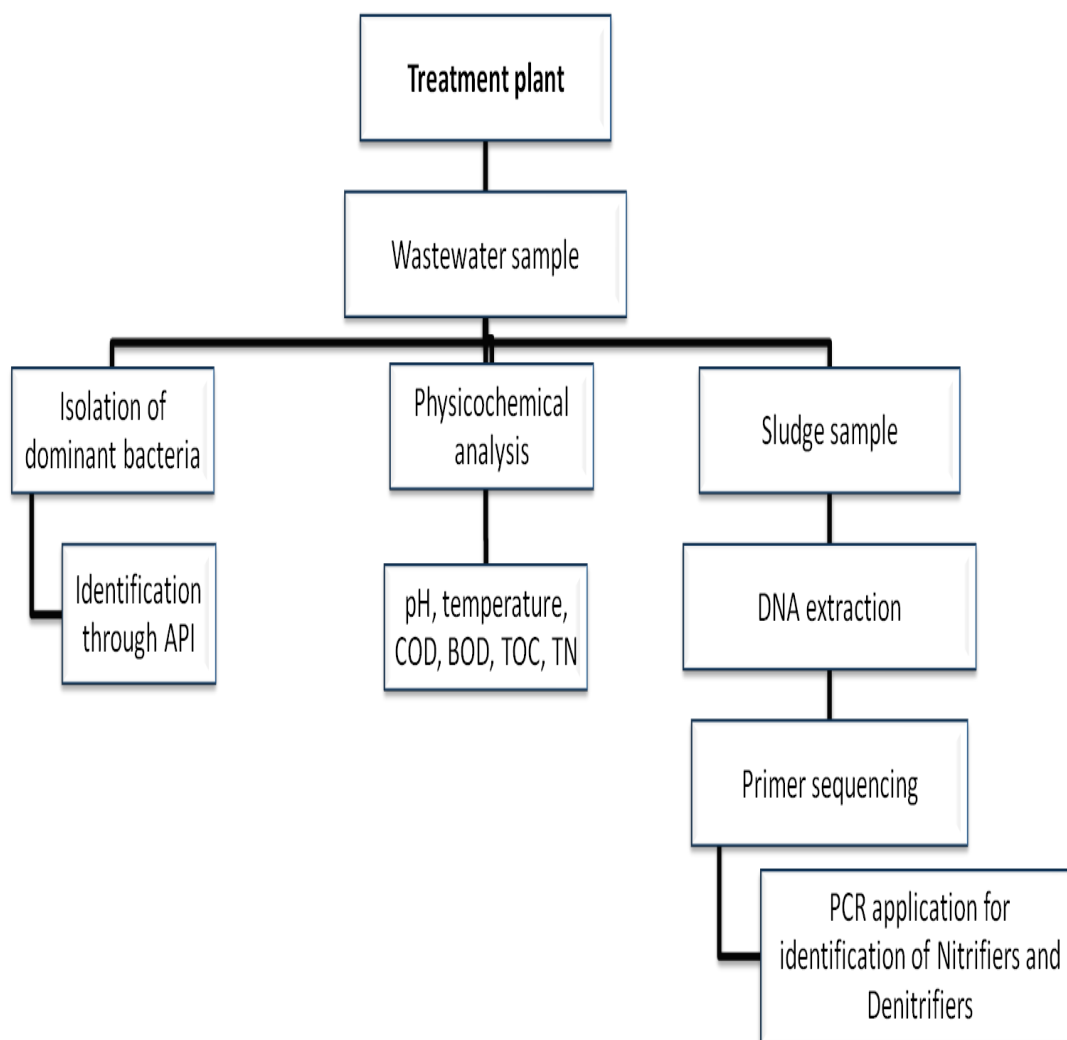 Treatment plant
Wastewater sample
Isolation of
dominant bacteria
Physicochemical
analysis
Sludge sample
Identification
through API
pH, temperature,
COD, BOD, TOC, TN
DNA extraction
Primer sequencing
PCR application for
identification of Nitrifiers and
Denitrifiers